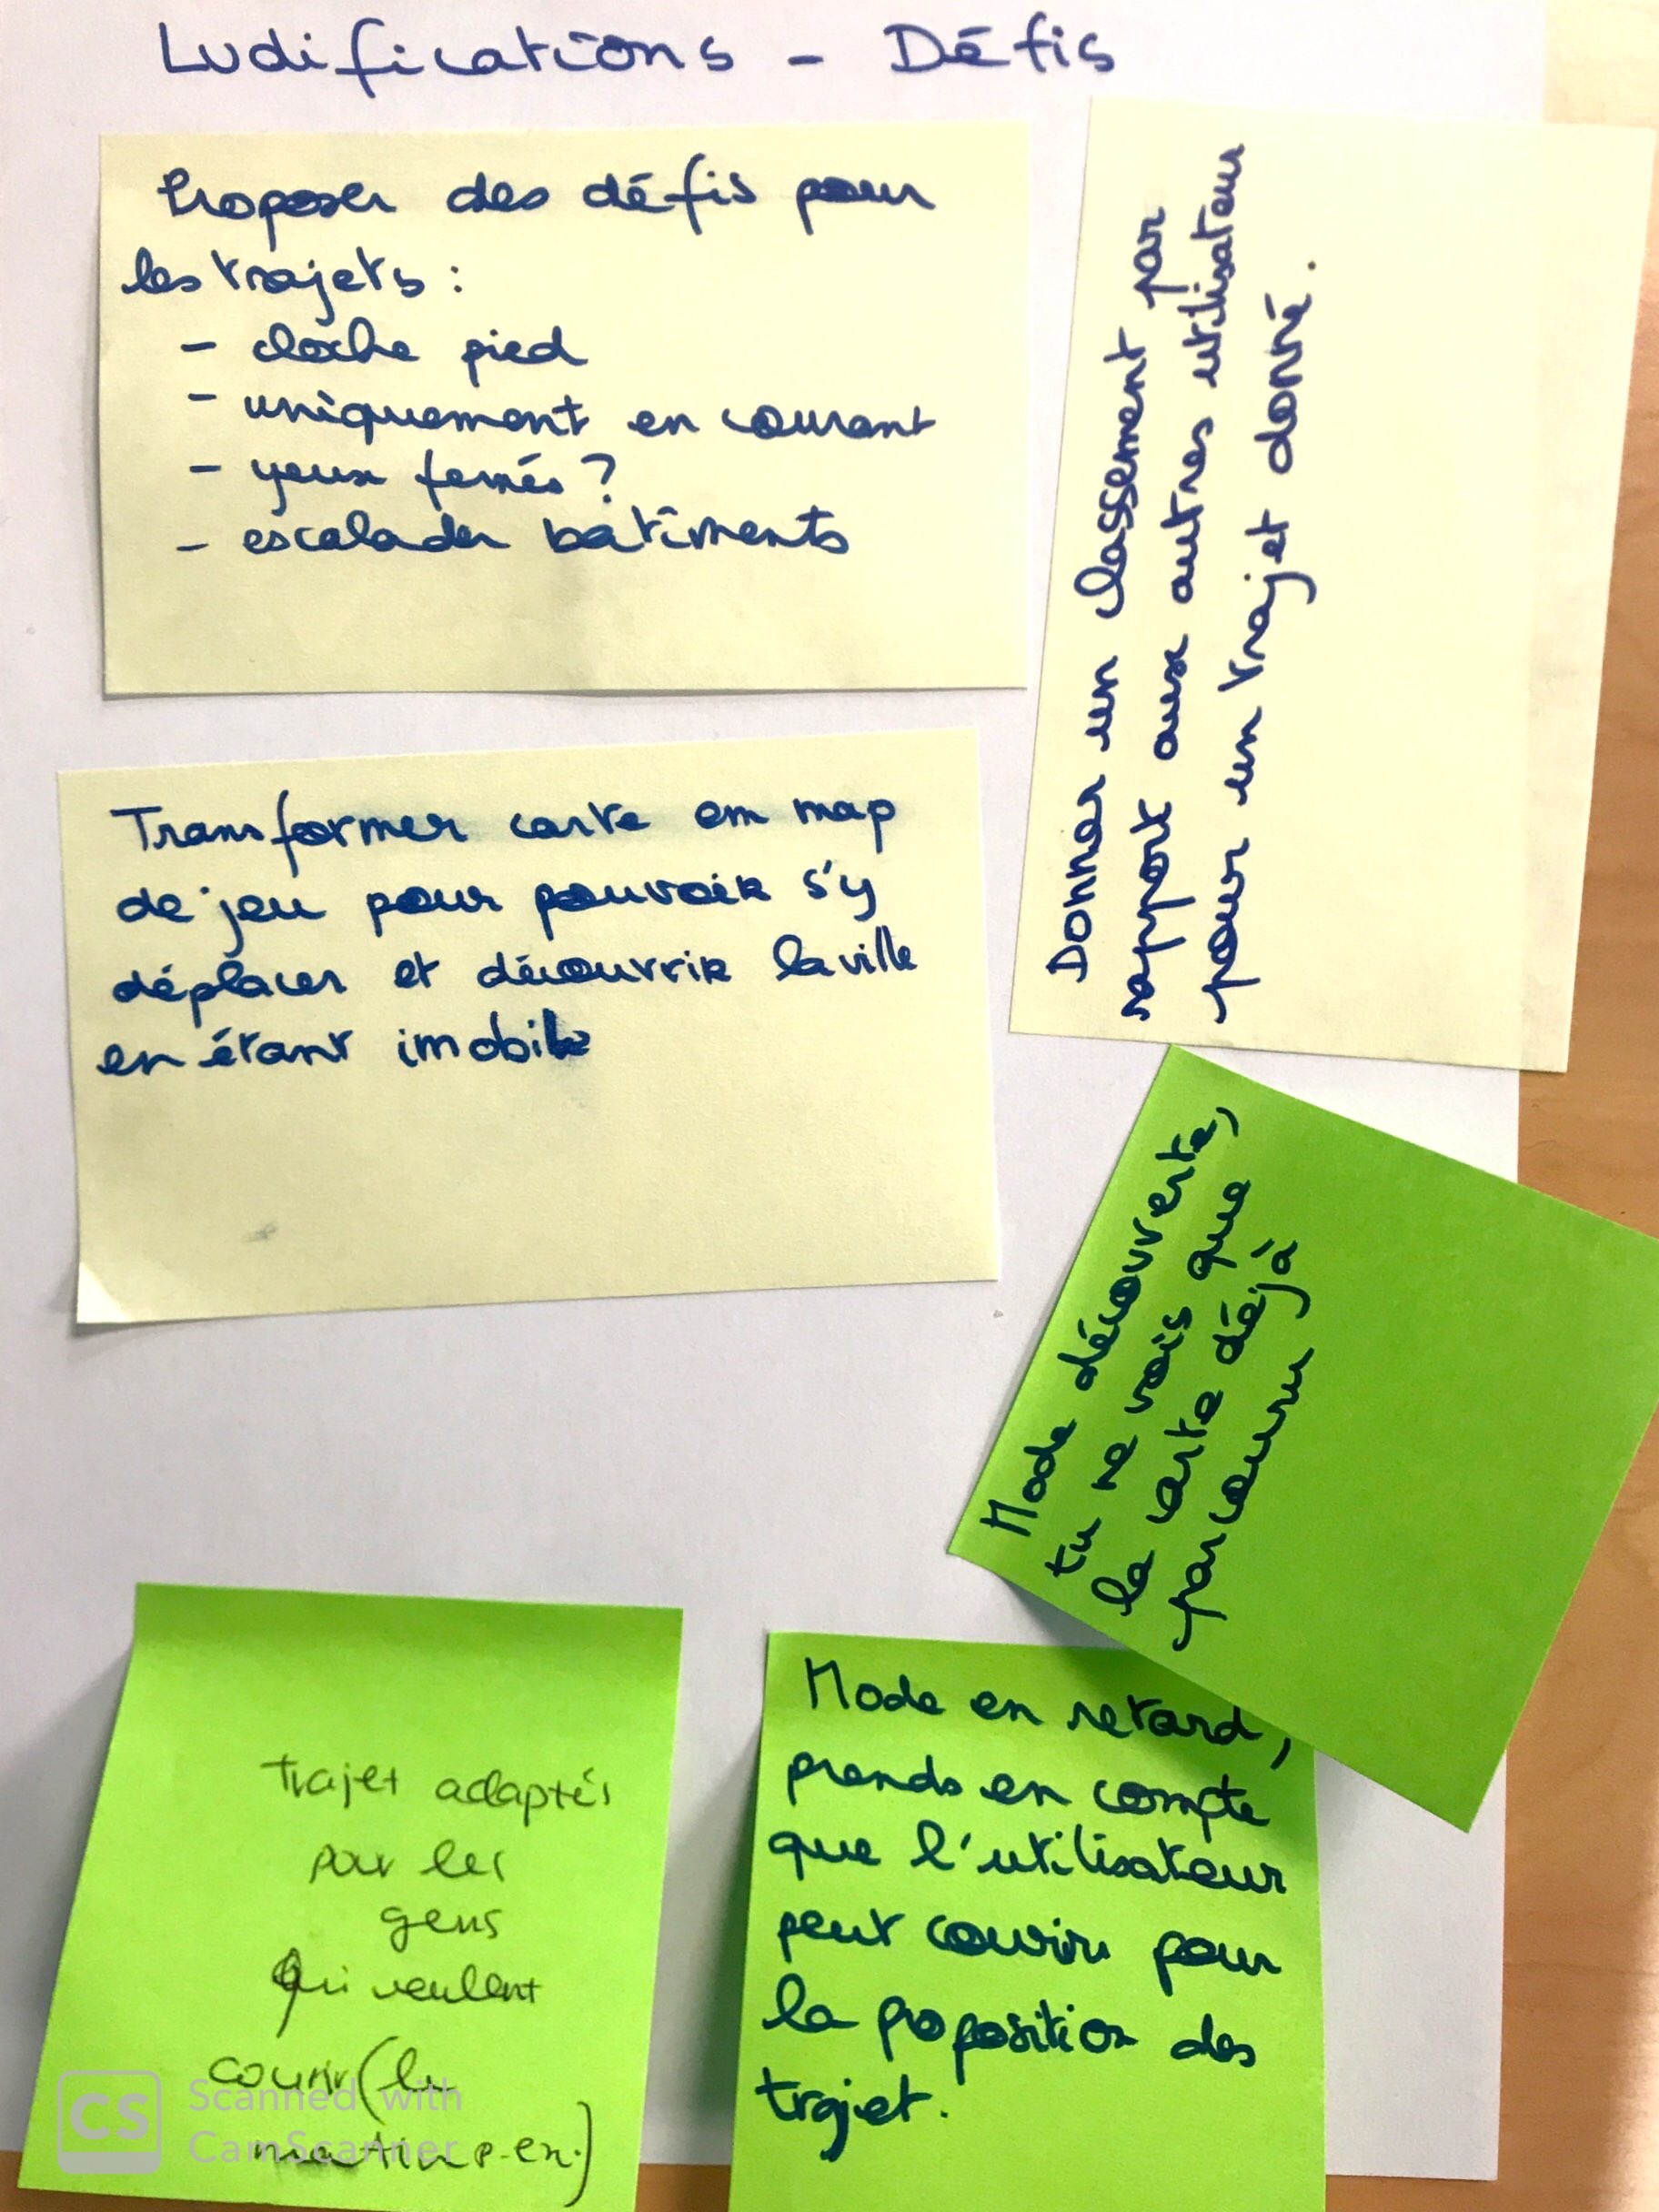 Ludifications - Défis
Proposer des défis pour
les trajets :
- cloche pied
- uniquement en courant
- yeux fermés ?
- escalader bâtiments
Donner un classement par
rapport aux autres utilisateurs
pour un trajet donné.
Transformer carte en map
de jeu pour pouvoir s'y
déplacer et découvrir la ville
en étant imobile
Mode découverte,
tu ne vois que
la carte déjà
parcouru
trajet adaptés
pour les
gens
qui veulent
courir (le
matin p.ex.)
Mode en retard,
prends en compte
que l'utilisateur
peut courir pour
la proposition des
trajet.
CS
Scanned with
CamScanner